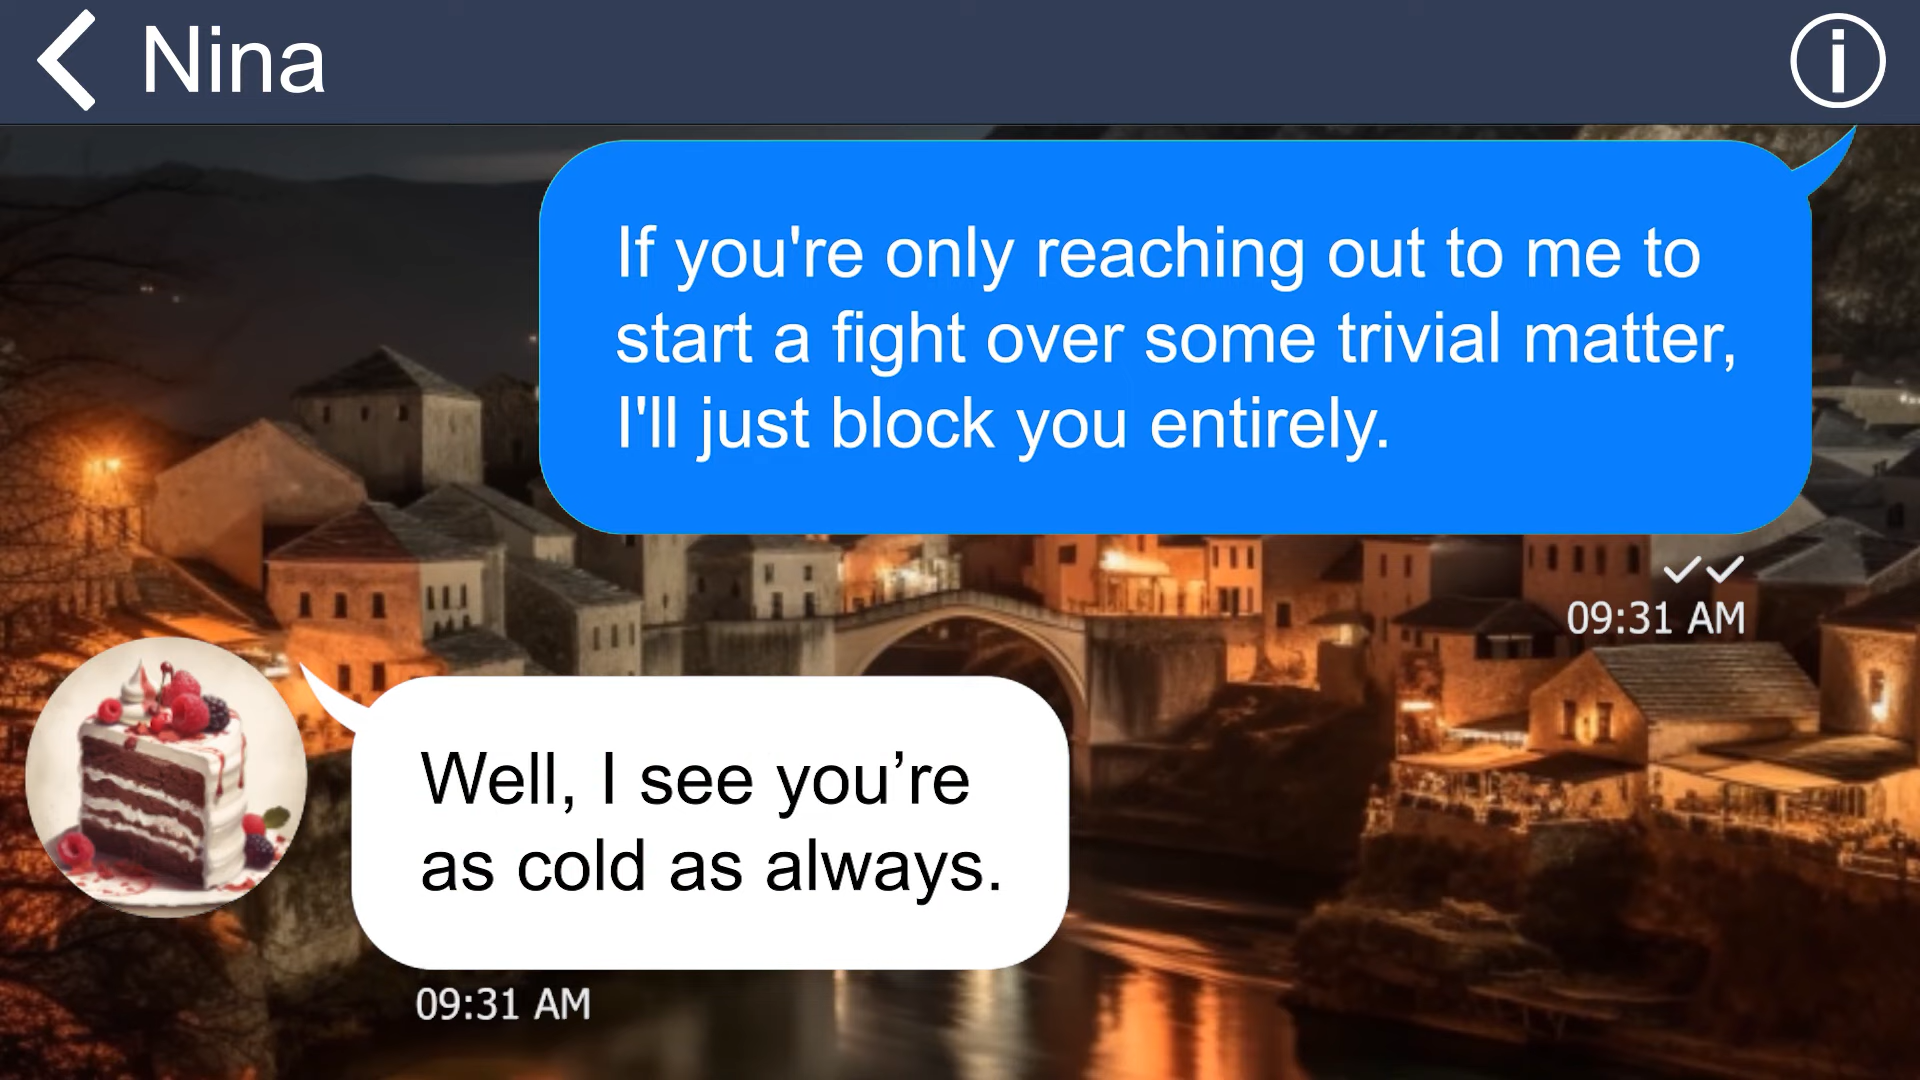 Nina
If you're only reaching out to me to
start a fight over some trivial matter,
I'll just block you entirely.
09:31 AM
Well, I see you’re
as cold as always.
09:31 AM